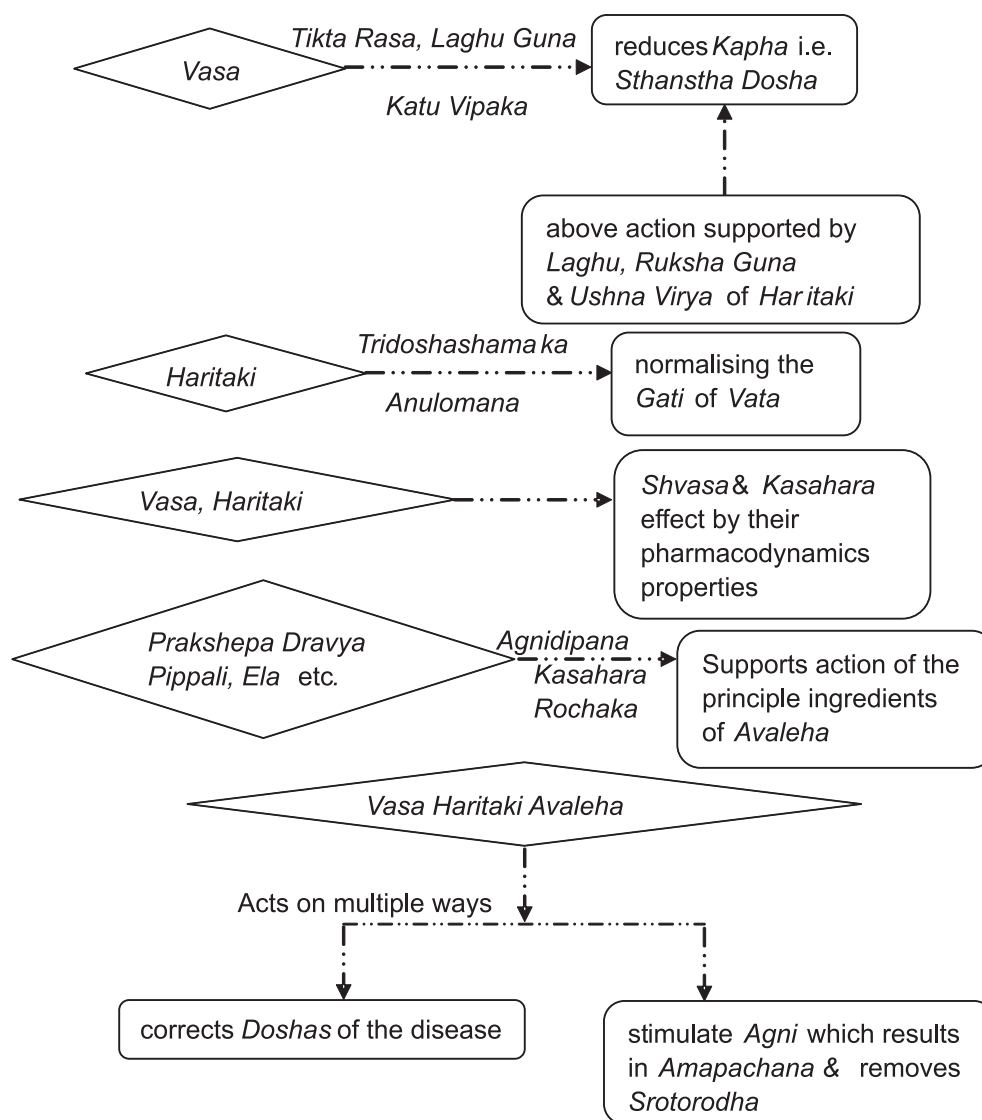 Tikta Rasa, Laghu Guna
Vasa
Katu Vipaka
reduces Kapha i.e.
Sthanstha Dosha
above action supported by
Laghu, Ruksha Guna
& Ushna Virya of Haritaki
Haritaki
Tridoshashamaka
Anulomana
normalising the
Gati of Vata
Vasa, Haritaki
Shvasa & Kasahara
effect by their
pharmacodynamics
properties
Prakshepa Dravya
Pippali, Ela etc.
Agnidipana
Kasahara
Rochaka
Supports action of the
principle ingredients
of Avaleha
Vasa Haritaki Avaleha
Acts on multiple ways
corrects Doshas of the disease
stimulate Agni which results
in Amapachana & removes
Srotorodha